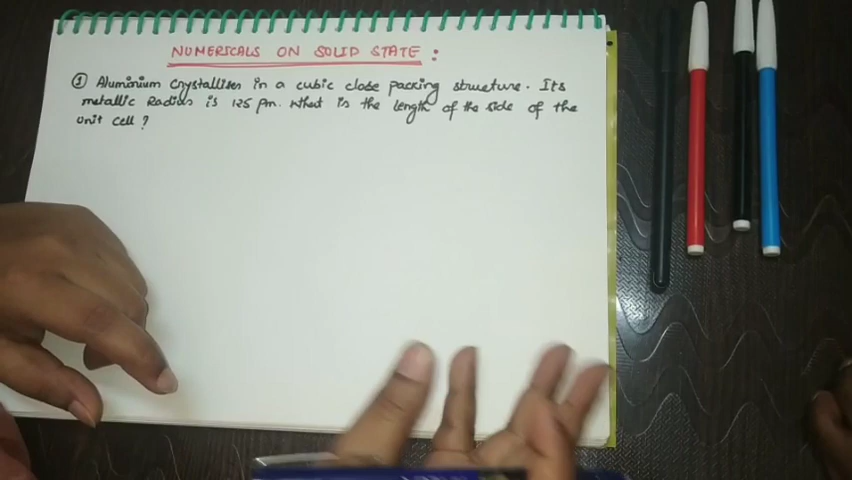 NUMERICALS ON SOLID STATE :
① Aluminium Crystallises in a cubic close packing structure. Its
metallic Radius is 125 pm. What is the length of the side of the
unit cell ?